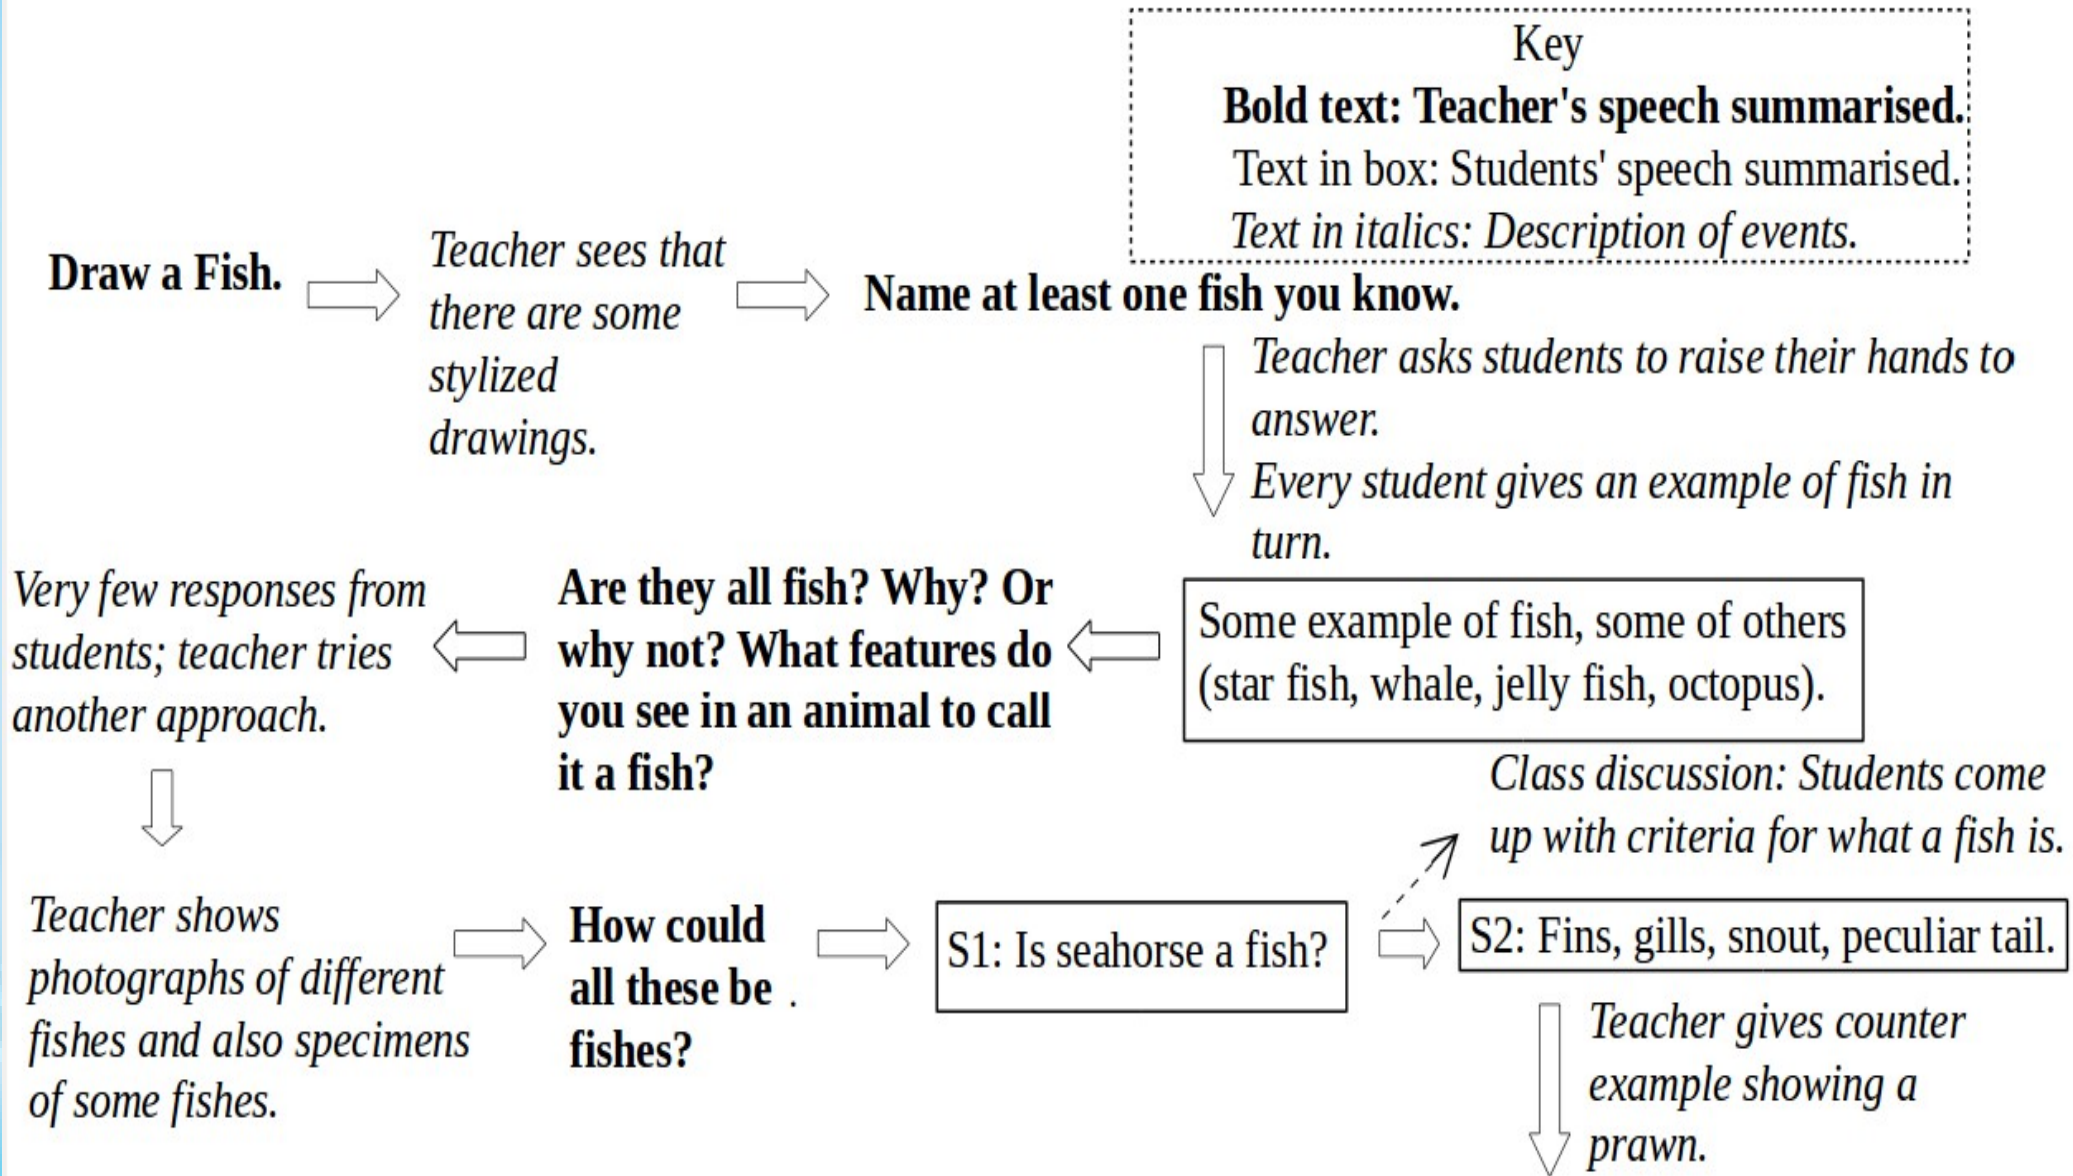 Key
Bold text: Teacher's speech summarised.
Text in box: Students' speech summarised.
Text in italics: Description of events.
Draw a Fish.
Teacher sees that
there are some
stylized
drawings.
Name at least one fish you know.
Teacher asks students to raise their hands to
answer.
Every student gives an example of fish in
turn.
Some example of fish, some of others
(star fish, whale, jelly fish, octopus).
Are they all fish? Why? Or
why not? What features do
you see in an animal to call
it a fish?
Very few responses from
students; teacher tries
another approach.
Teacher shows
photographs of different
fishes and also specimens
of some fishes.
How could
all these be .
fishes?
S1: Is seahorse a fish?
Class discussion: Students come
up with criteria for what a fish is.
S2: Fins, gills, snout, peculiar tail.
Teacher gives counter
example showing a
prawn.